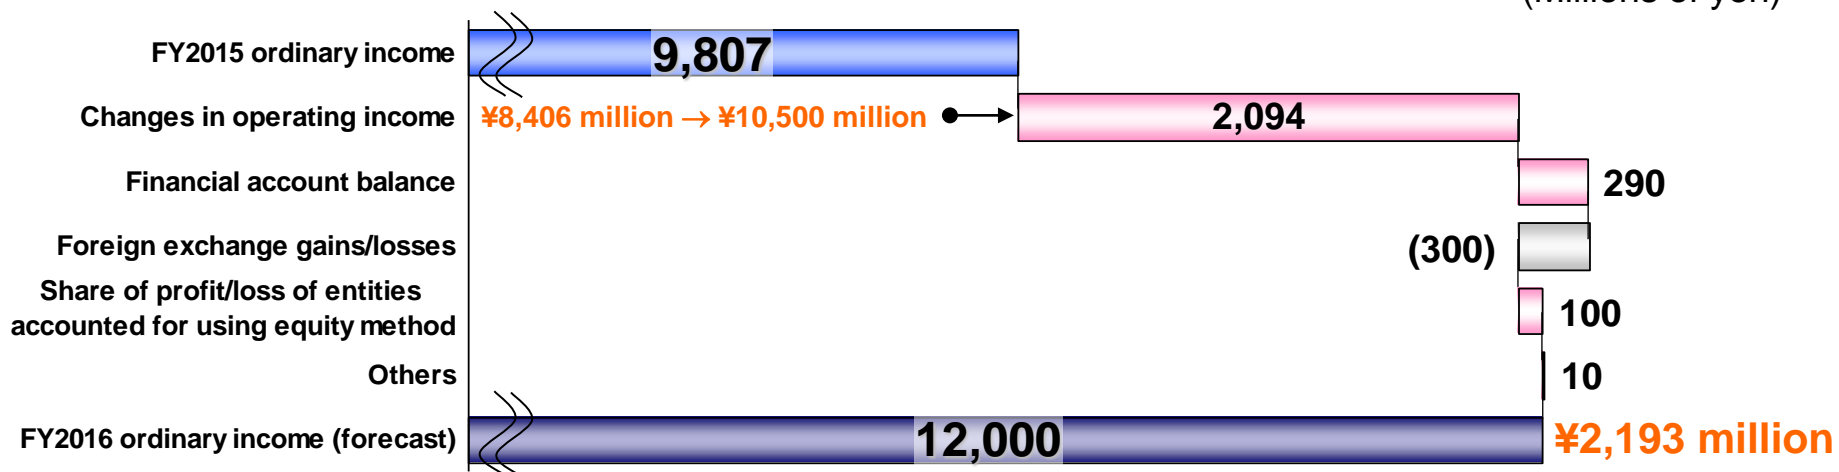 (Millions of yen)
FY2015 ordinary income 9,807
Changes in operating income ¥8,406 million → ¥10,500 million 2,094
Financial account balance 290
Foreign exchange gains/losses (300)
Share of profit/loss of entities
accounted for using equity method 100
Others 10
FY2016 ordinary income (forecast) 12,000 ¥2,193 million